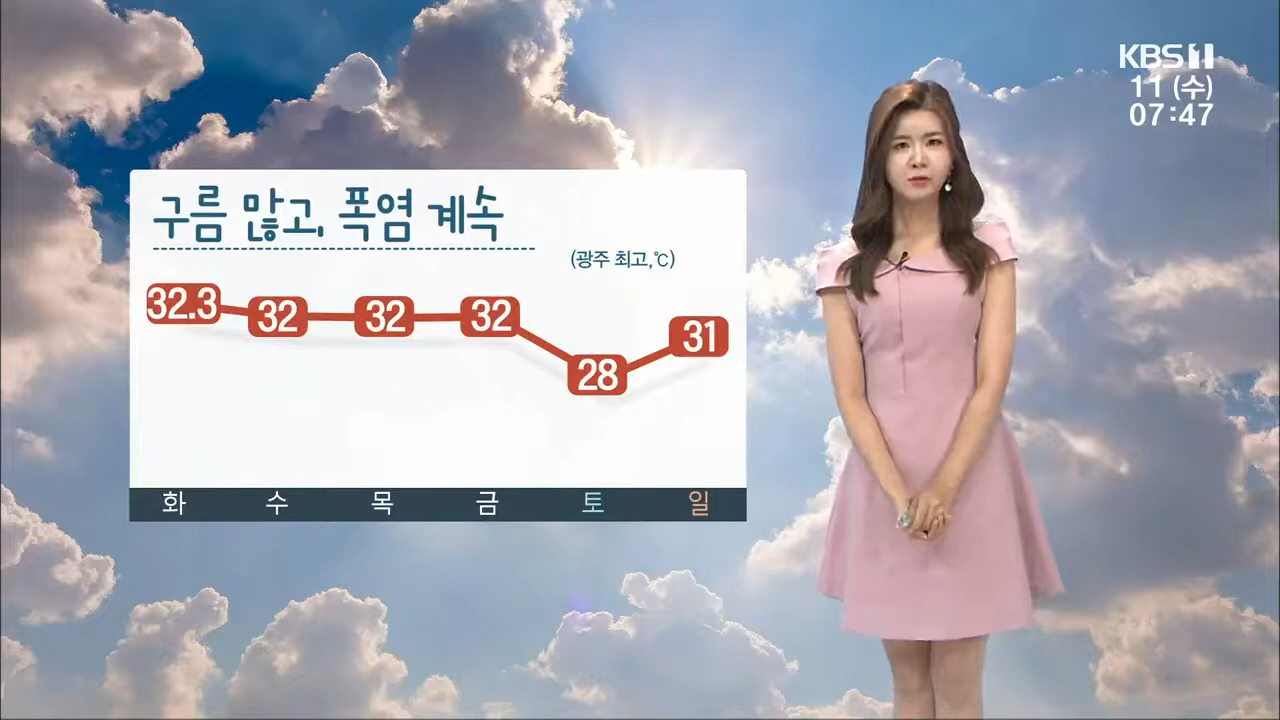 KBS 1
11 (수)
07:47
구름 많고, 폭염 계속
(광주 최고,℃)
32.3 32 32 32 28 31
화 수 목 금 토 일